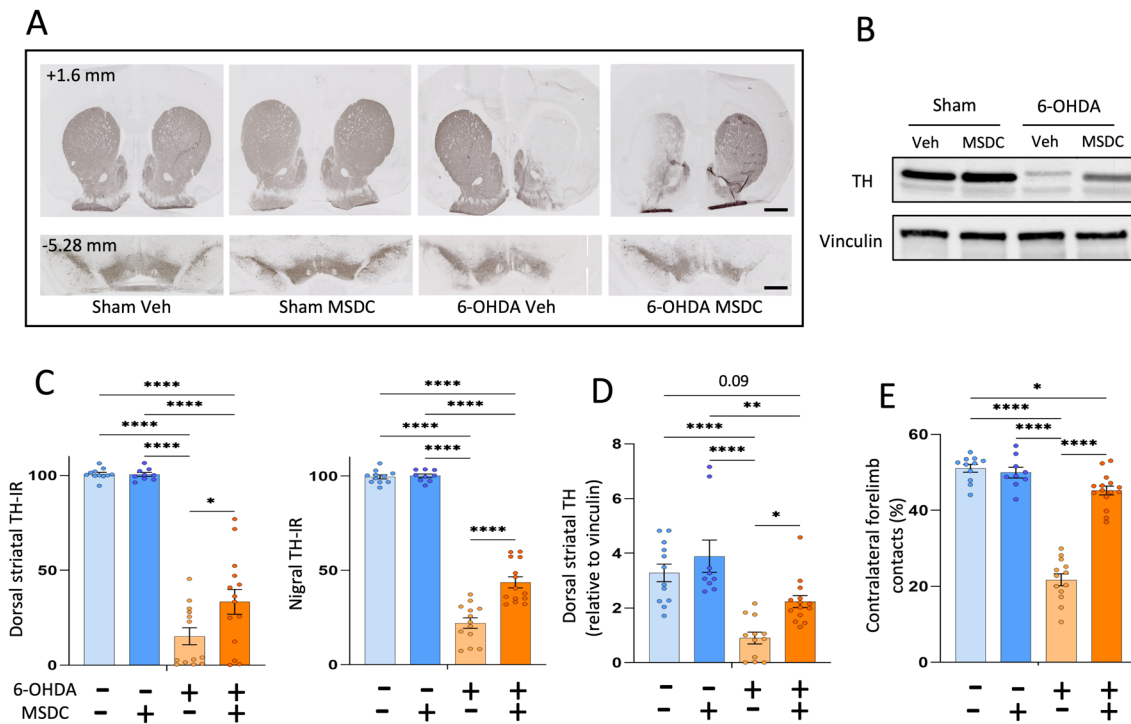 A
+1.6 mm
-5.28 mm
Sham Veh
Sham MSDC
6-OHDA Veh
6-OHDA MSDC
B
Sham
6-OHDA
Veh
MSDC
Veh
MSDC
TH
Vinculin
C
****
****
****
****
*
100
50
0
Dorsal striatal TH-IR
6-OHDA - - + +
MSDC - + - +
****
****
****
****
****
100
50
0
Nigral TH-IR
- - + +
- + - +
D
0.09
**
****
****
*
8
6
4
2
0
Dorsal striatal TH
(relative to vinculin)
- - + +
- + - +
E
*
****
****
****
60
40
20
0
Contralateral forelimb
contacts (%)
- - + +
- + - +